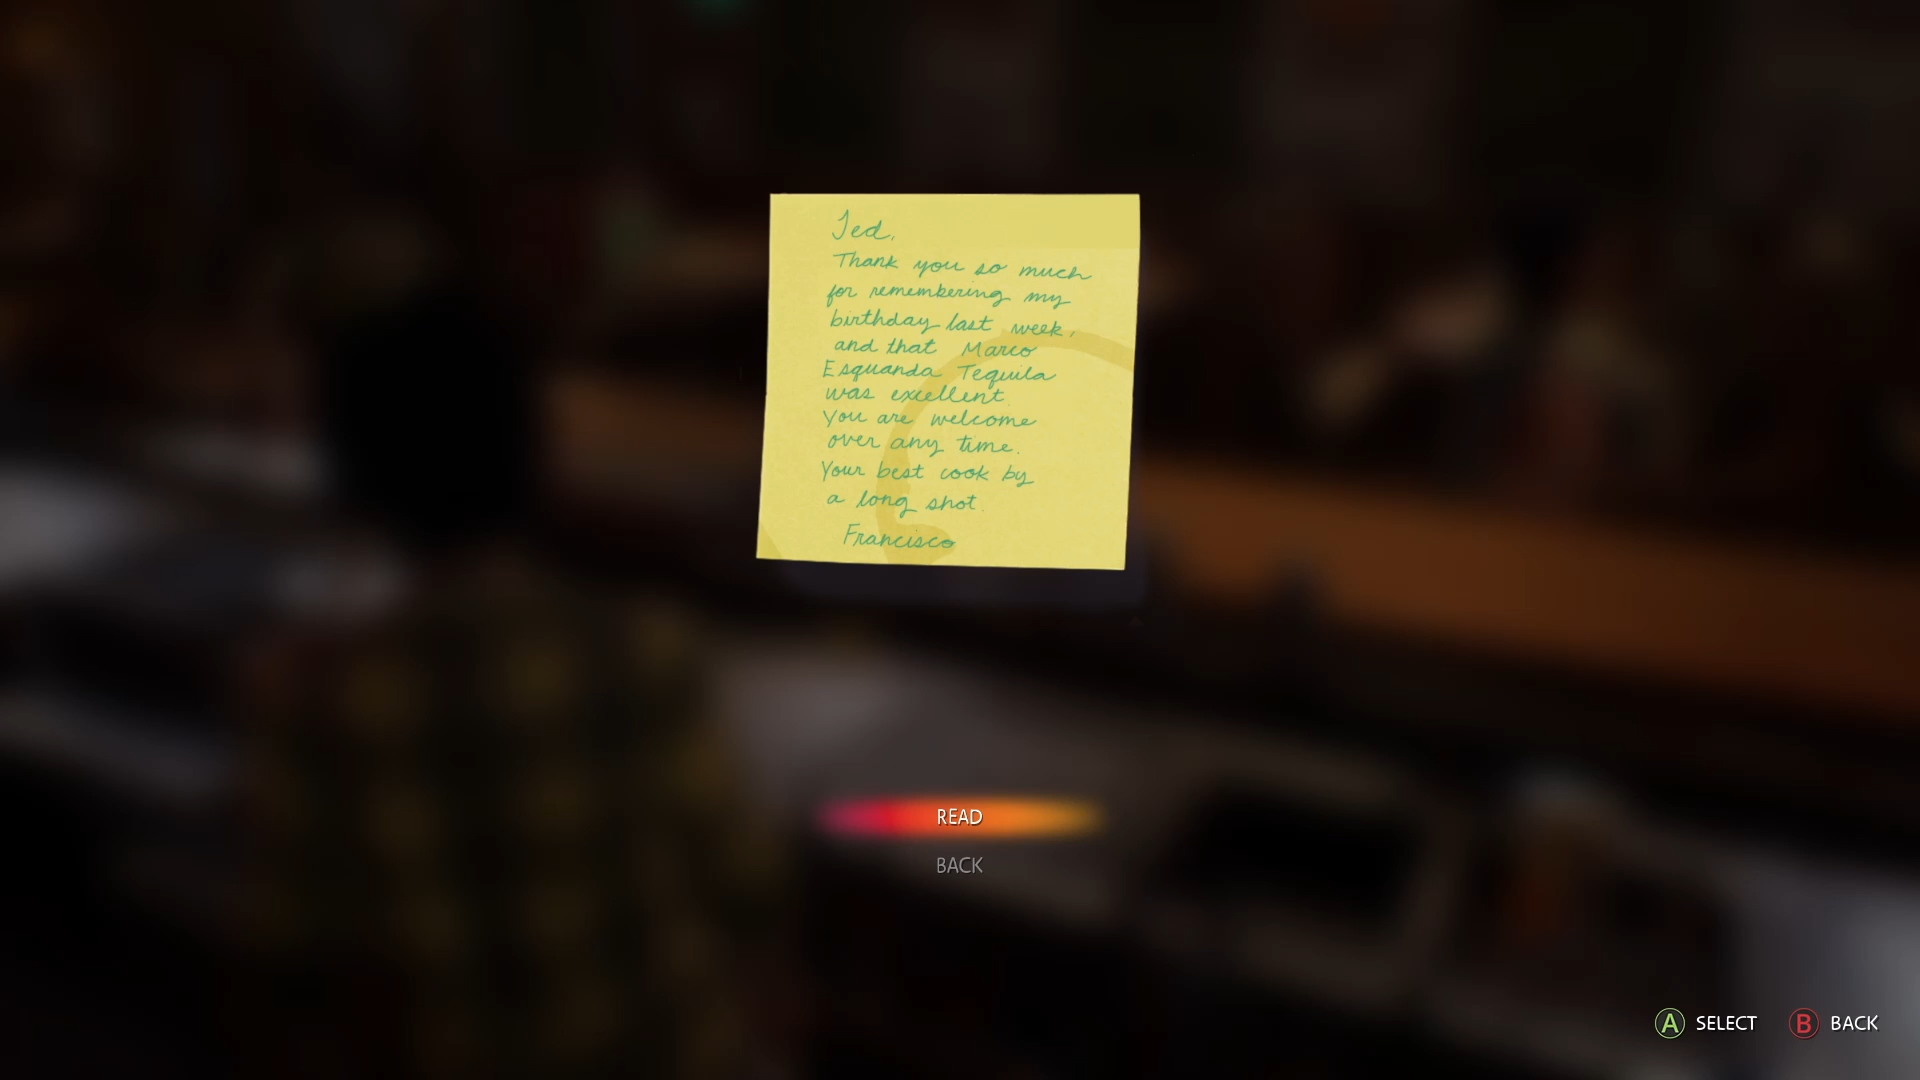 Ted,
Thank you so much
for remembering my
birthday last week,
and that Marco
Esquanda Tequila
was excellent.
You are welcome
over any time.
Your best cook by
a long shot.
Francisco
READ
BACK
A SELECT B BACK